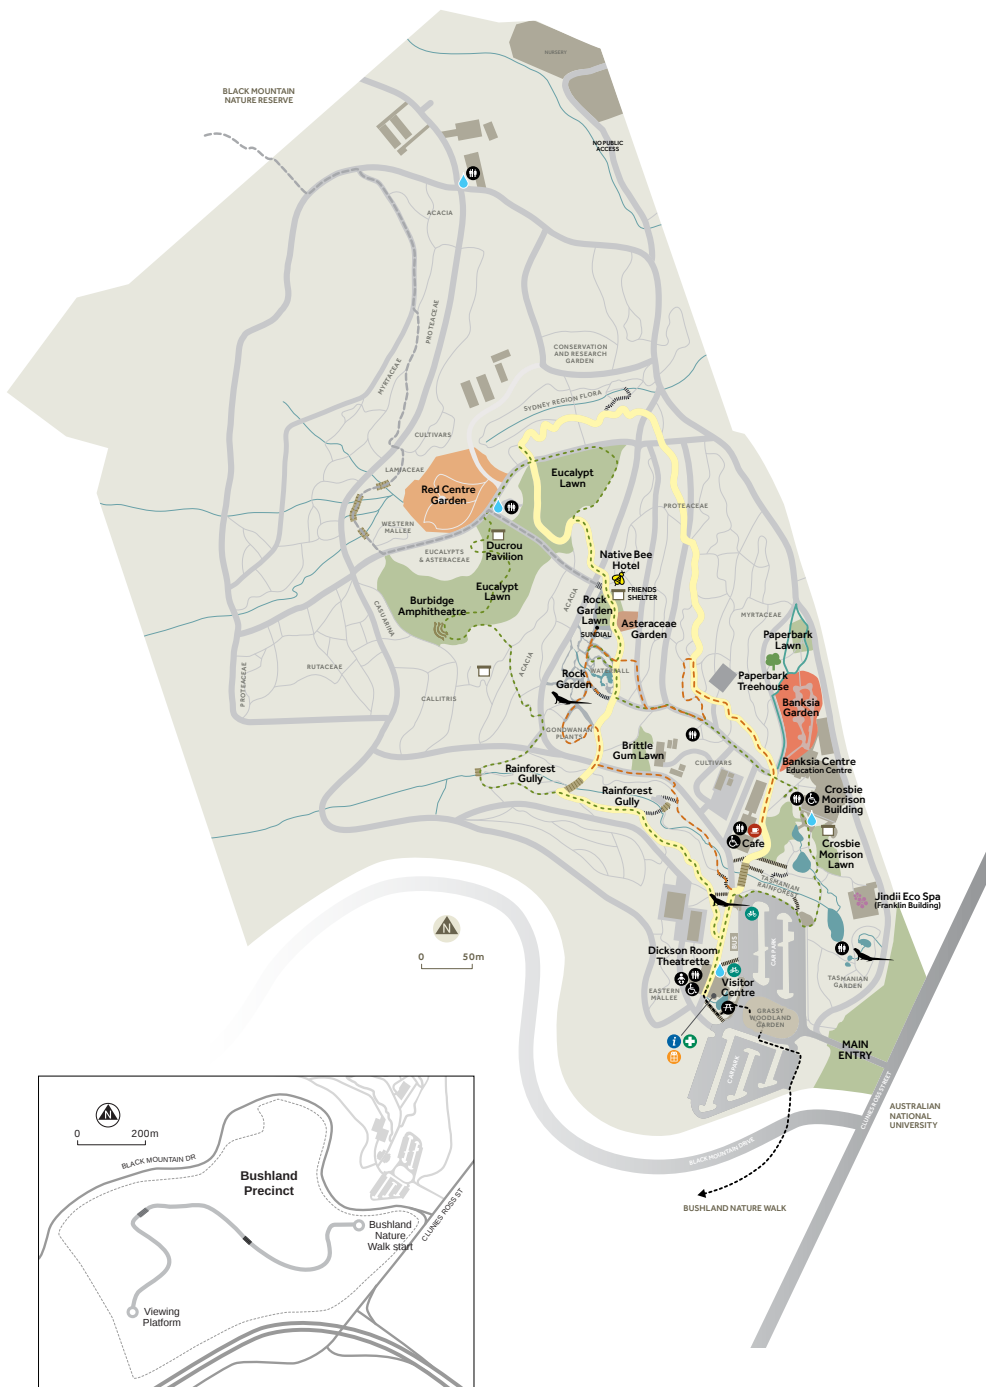 NURSERY
BLACK MOUNTAIN
NATURE RESERVE
NO PUBLIC
ACCESS
ACACIA
PROTEACEAE
MYRTACEAE
CONSERVATION
AND RESEARCH
GARDEN
SYDNEY REGION FLORA
CULTIVARS
LAMIACEAE
Eucalypt
Lawn
Red Centre
Garden
PROTEACEAE
WESTERN
MALLEE
EUCALYPTS
& ASTERACEAE
Ducrou
Pavilion
Native Bee
Hotel
FRIENDS
SHELTER
Eucalypt
Lawn
Burbidge
Amphitheatre
CASUARINA
ACACIA
Rock
Garden
Lawn
SUNDIAL
Asteraceae
Garden
MYRTACEAE
Paperbark
Lawn
PROTEACEAE
RUTACEAE
ACACIA
WATERFALL
Rock
Garden
Paperbark
Treehouse
CALLITRIS
Banksia
Garden
GONDWANAN
PLANTS
Brittle
Gum Lawn
CULTIVARS
Banksia Centre
Education Centre
Rainforest
Gully
Rainforest
Gully
Crosbie
Morrison
Building
Cafe
Crosbie
Morrison
Lawn
TASMANIAN
RAINFOREST
Jindii Eco Spa
(Franklin Building)
N
0 50m
BUS
CAR PARK
Dickson Room
Theatrette
Visitor
Centre
EASTERN
MALLEE
TASMANIAN
GARDEN
GRASSY
WOODLAND
GARDEN
i
MAIN
ENTRY
CAR PARK
CLUNIES ROSS STREET
AUSTRALIAN
NATIONAL
UNIVERSITY
BLACK MOUNTAIN DRIVE
BUSHLAND NATURE WALK
N
0 200m
BLACK MOUNTAIN DR
Bushland
Precinct
CLUNIES ROSS ST
Bushland
Nature
Walk start
Viewing
Platform